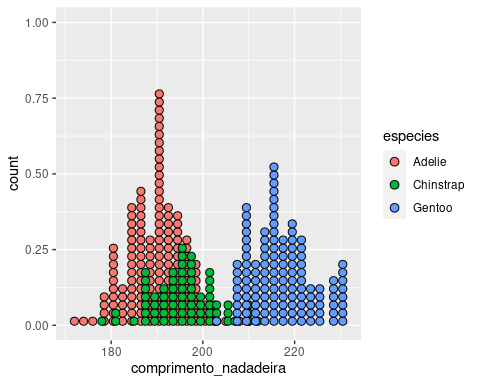 1.00
0.75
0.50
0.25
0.00
count
180
200
220
comprimento_nadadeira
especies
Adelie
Chinstrap
Gentoo